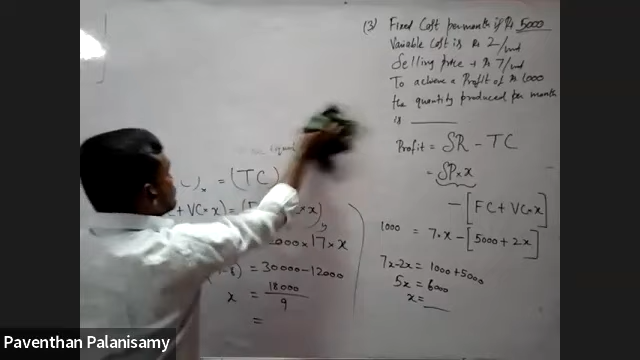 (3) Fixed Cost per month is Rs 5000
Variable Cost is Rs 2/unit
Selling price → Rs 7/unit
To achieve a Profit of Rs 1000
the quantity produced per month
is ____
Profit = SR - TC
= SP×x
- [FC + VC×x]
1000 = 7×x - [5000+2x]
7x-2x = 1000+5000
5x = 6000
x= ___
)x = (TC)
+ VC×x) = (
×x)y
000×17×x
-8) = 30000-12000
x = 18000
9
=
Paventhan Palanisamy